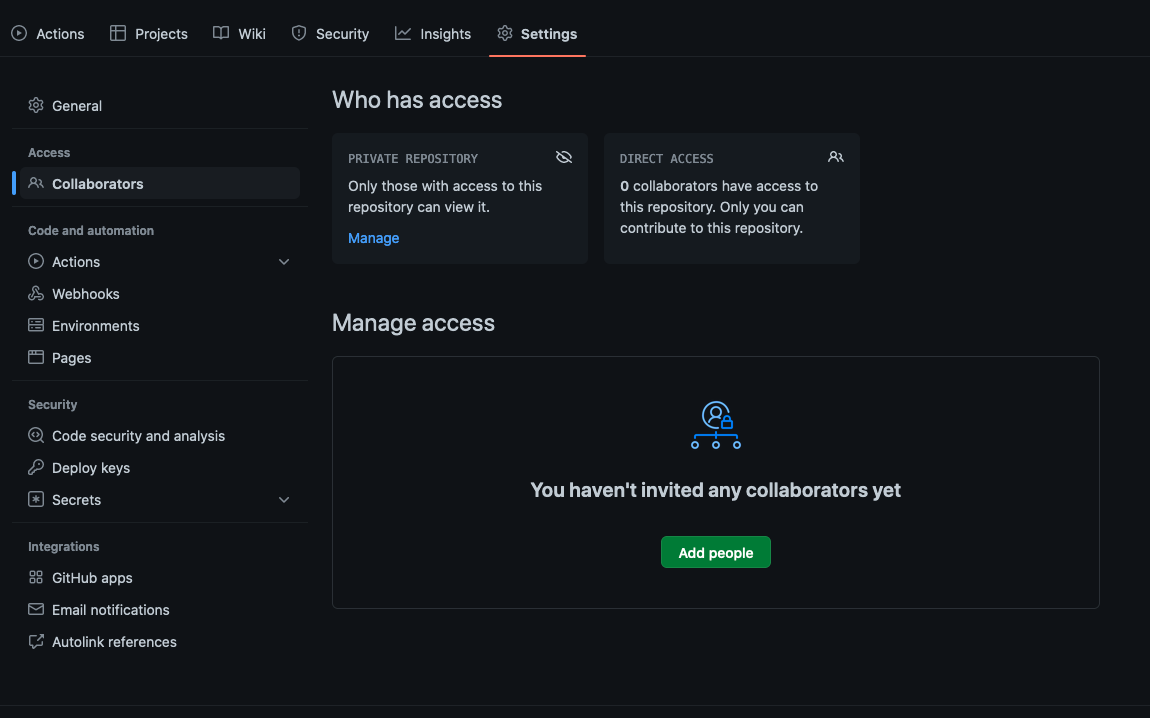 Actions Projects Wiki Security Insights Settings
General
Access
Collaborators
Code and automation
Actions
Webhooks
Environments
Pages
Security
Code security and analysis
Deploy keys
Secrets
Integrations
GitHub apps
Email notifications
Autolink references
Who has access
PRIVATE REPOSITORY
Only those with access to this
repository can view it.
Manage
DIRECT ACCESS
0 collaborators have access to
this repository. Only you can
contribute to this repository.
Manage access
You haven't invited any collaborators yet
Add people